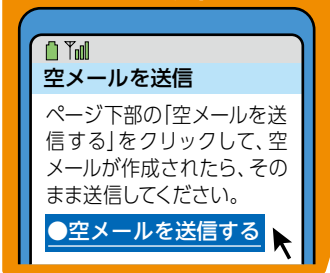 空メールを送信
ページ下部の「空メールを送
信する」をクリックして、空
メールが作成されたら、その
まま送信してください。
●空メールを送信する